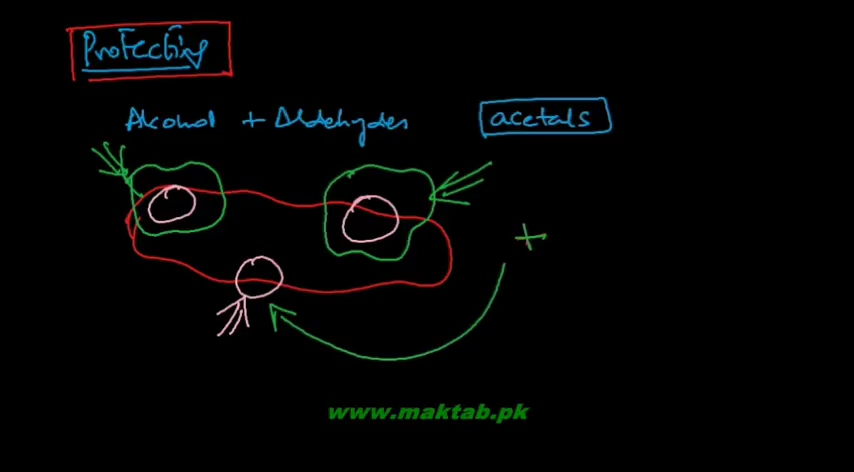 Protecting
Alcohol + Aldehydes acetals
+
www.maktab.pk